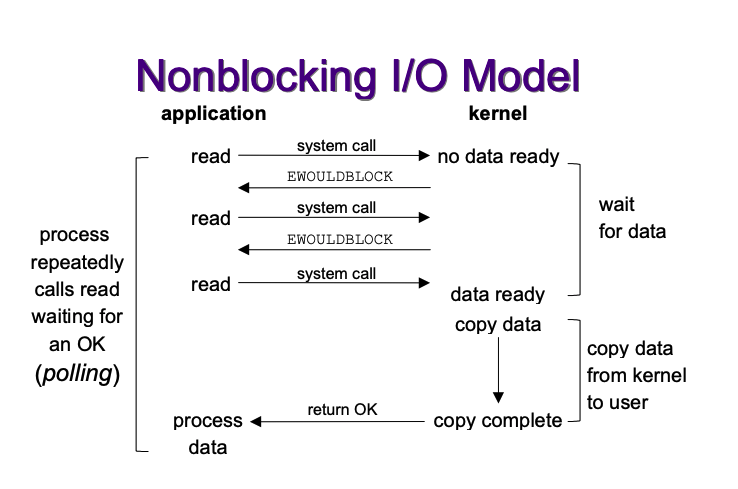 Nonblocking I/O Model
application
kernel
read
system call
no data ready
EWOULDBLOCK
read
system call
EWOULDBLOCK
read
system call
data ready
wait
for data
process
repeatedly
calls read
waiting for
an OK
(polling)
copy data
copy data
from kernel
to user
process
data
return OK
copy complete